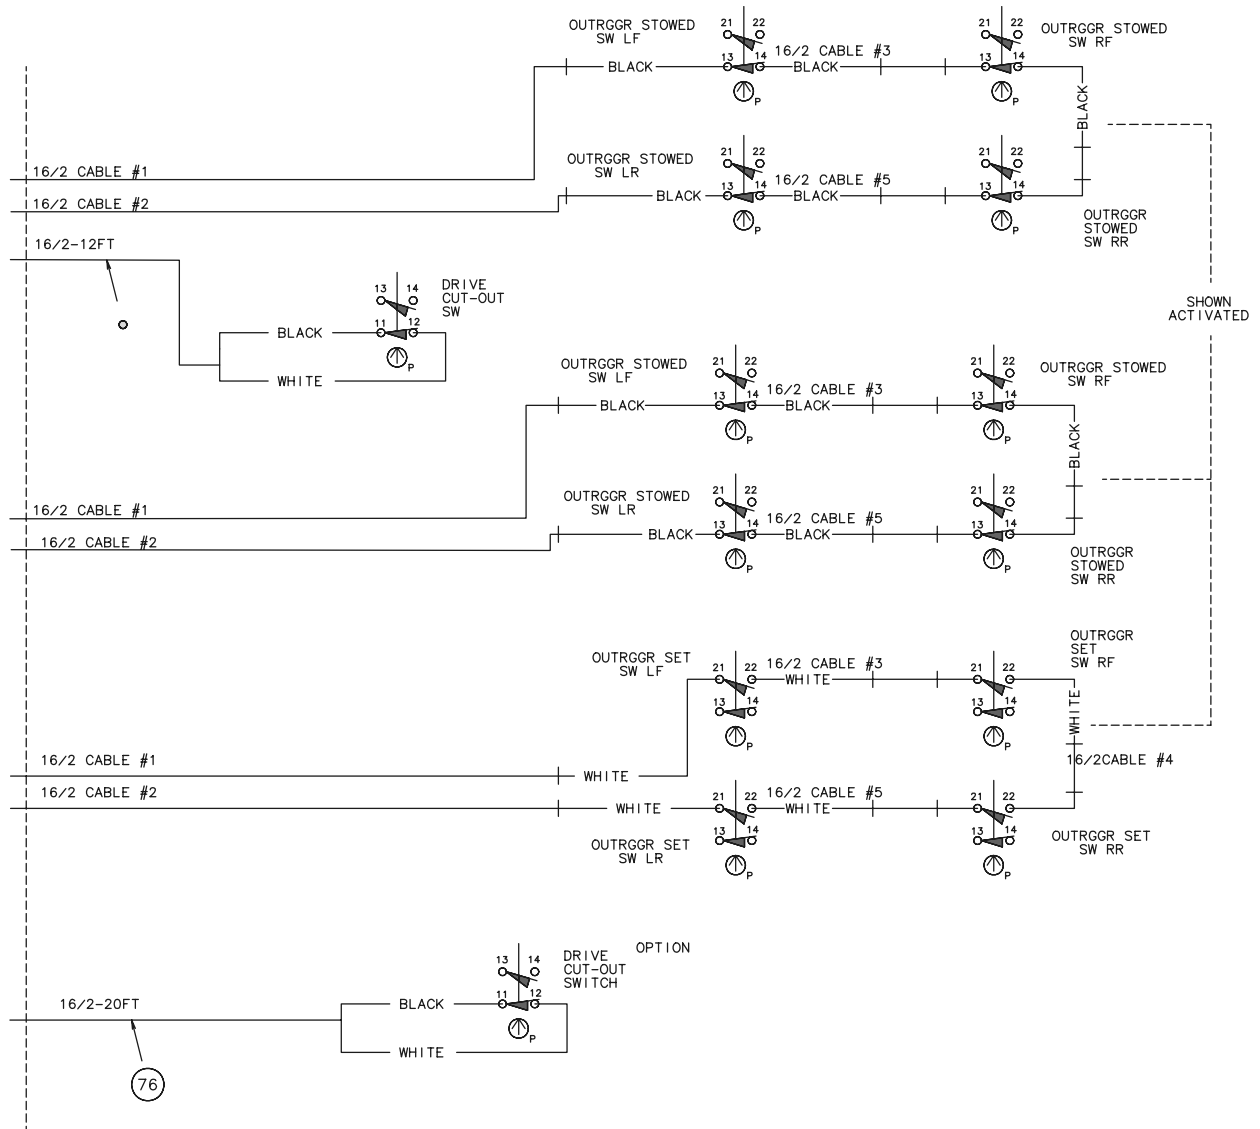 OUTRGGR STOWED
SW LF
21 22
16/2 CABLE #3
21 22
OUTRGGR STOWED
SW RF
BLACK
13 14
BLACK
13 14
P
P
BLACK
OUTRGGR STOWED
SW LR
21 22
16/2 CABLE #5
21 22
16/2 CABLE #1
BLACK
13 14
BLACK
13 14
16/2 CABLE #2
P
P
OUTRGGR
STOWED
SW RR
16/2-12FT
13 14
DRIVE
CUT-OUT
SW
SHOWN
ACTIVATED
BLACK
11 12
P
WHITE
OUTRGGR STOWED
SW LF
21 22
16/2 CABLE #3
21 22
OUTRGGR STOWED
SW RF
BLACK
13 14
BLACK
13 14
P
P
BLACK
OUTRGGR STOWED
SW LR
21 22
16/2 CABLE #5
21 22
16/2 CABLE #1
BLACK
13 14
BLACK
13 14
16/2 CABLE #2
P
P
OUTRGGR
STOWED
SW RR
OUTRGGR
SET
SW RF
OUTRGGR SET
SW LF
21 22
16/2 CABLE #3
WHITE
21 22
13 14
13 14
WHITE
P
P
16/2 CABLE #1
WHITE
16/2CABLE #4
16/2 CABLE #2
WHITE
21 22
16/2 CABLE #5
WHITE
21 22
OUTRGGR SET
SW LR
13 14
13 14
OUTRGGR SET
SW RR
P
P
OPTION
13 14
DRIVE
CUT-OUT
SWITCH
16/2-20FT
BLACK
11 12
P
WHITE
76